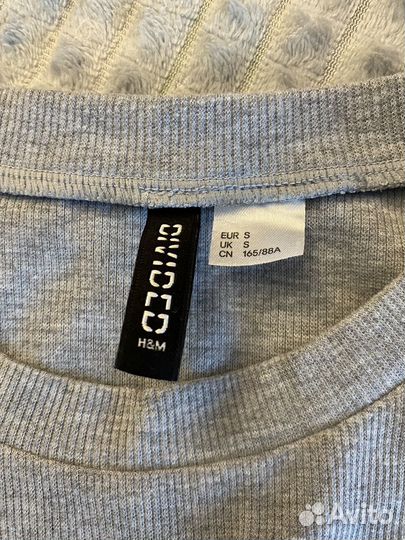 DIVIDED
H&M
EUR S
UK S
CN 165/88A
Avito